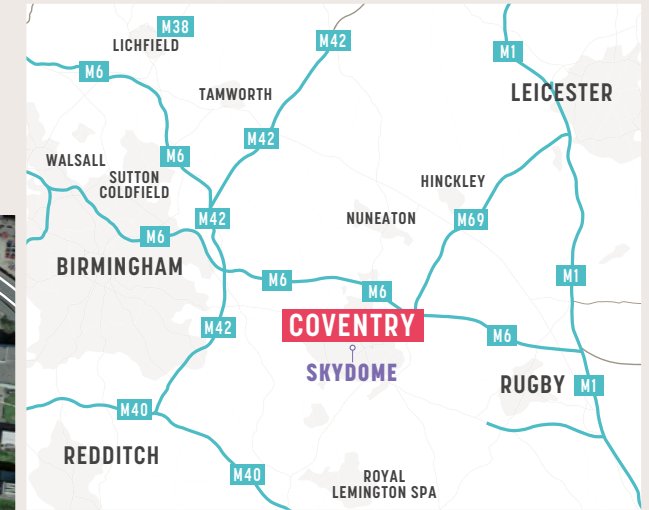 M38
LICHFIELD
M42
M1
M6
LEICESTER
TAMWORTH
M42
M6
WALSALL
SUTTON
COLDFIELD
HINCKLEY
M42
NUNEATON
M69
M6
BIRMINGHAM
M6
M1
M6
COVENTRY
M42
M6
SKYDOME
RUGBY
M1
M40
REDDITCH
M40
ROYAL
LEMINGTON SPA